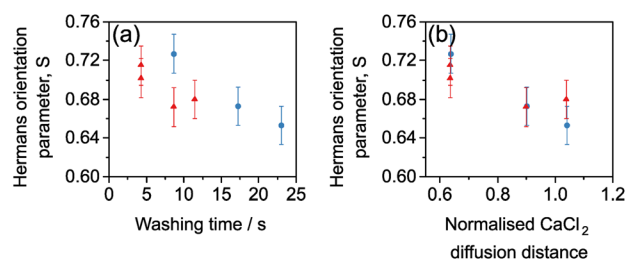 (a)
Hermans orientation
parameter, S
0.76
0.72
0.68
0.64
0.60
0 5 10 15 20 25
Washing time / s
(b)
Hermans orientation
parameter, S
0.76
0.72
0.68
0.64
0.60
0.6 0.8 1.0 1.2
Normalised CaCl₂
diffusion distance